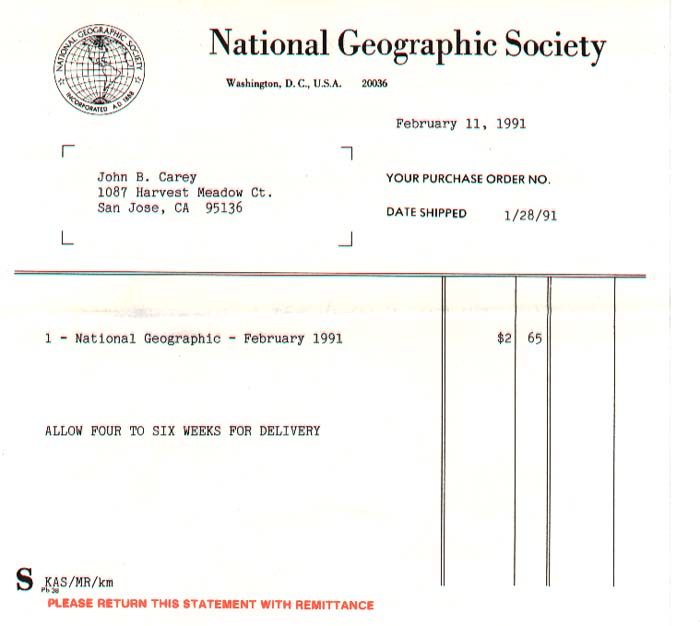 NATIONAL GEOGRAPHIC SOCIETY
INCORPORATED A.D. 1888
National Geographic Society
Washington, D. C., U.S.A. 20036
February 11, 1991
John B. Carey
1087 Harvest Meadow Ct.
San Jose, CA 95136
YOUR PURCHASE ORDER NO.
DATE SHIPPED 1/28/91
1 - National Geographic - February 1991 $2 65
ALLOW FOUR TO SIX WEEKS FOR DELIVERY
S KAS/MR/km
PLEASE RETURN THIS STATEMENT WITH REMITTANCE